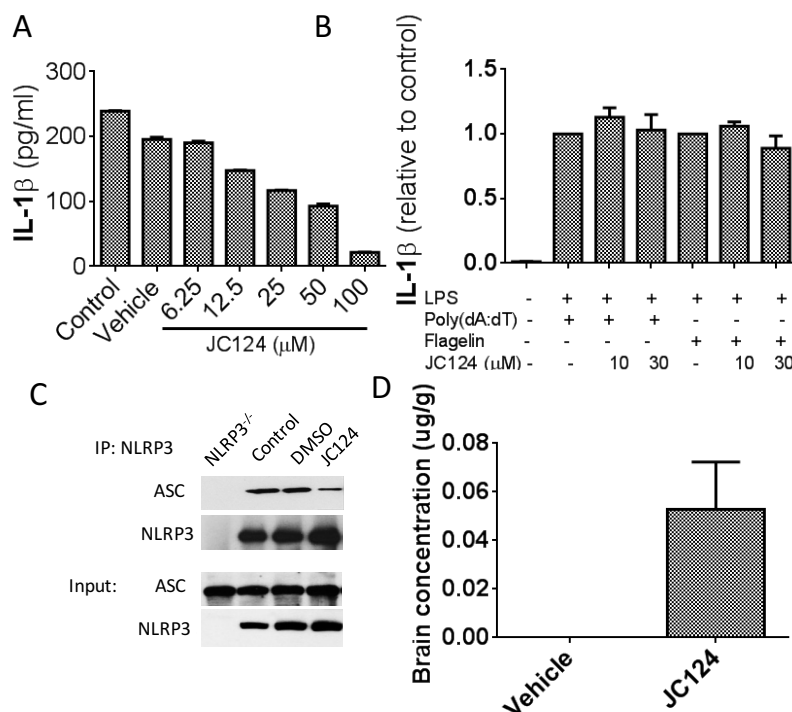 A
IL-1β (pg/ml)
300
200
100
0
Control
Vehicle
6.25
12.5
25
50
100
JC124 (μM)
B
IL-1β (relative to control)
1.5
1.0
0.5
0.0
LPS - + + + + + +
Poly(dA:dT) - + + + - - -
Flagelin - - - - + + +
JC124 (μM) - - 10 30 - 10 30
C
IP: NLRP3
NLRP3-/-
Control
DMSO
JC124
ASC
NLRP3
Input: ASC
NLRP3
D
Brain concentration (ug/g)
0.08
0.06
0.04
0.02
0.00
Vehicle
JC124